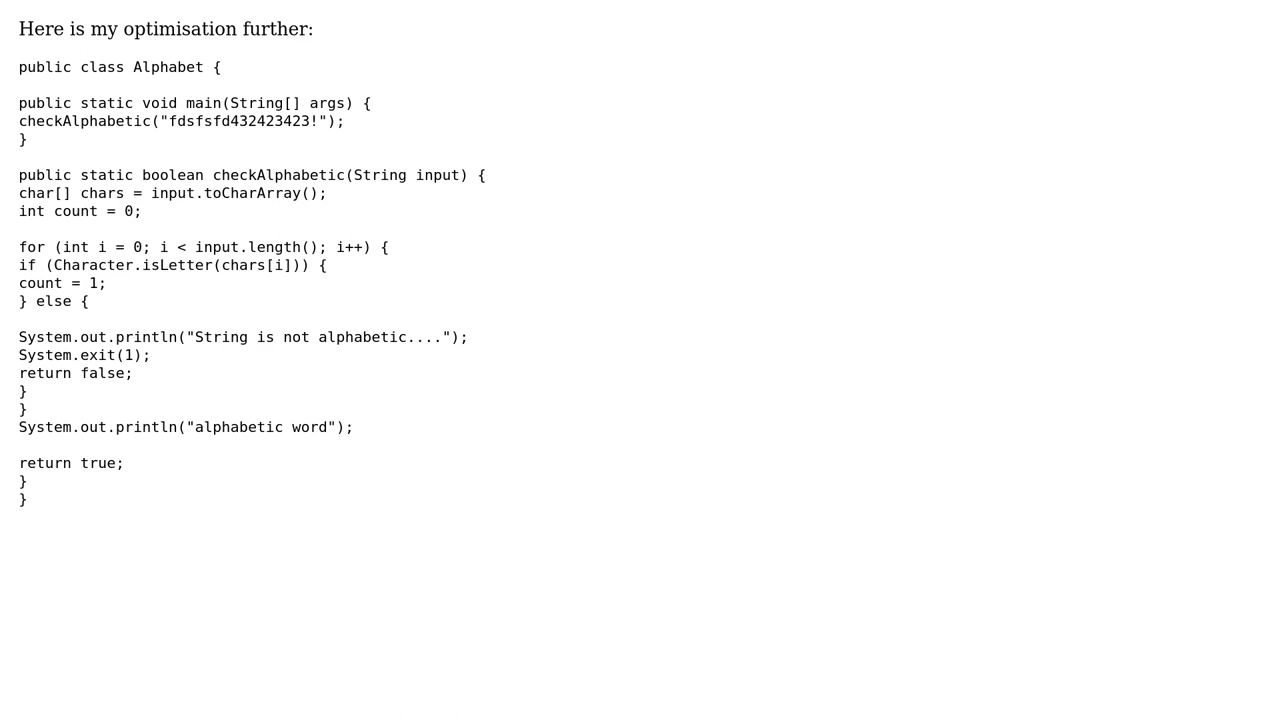 Here is my optimisation further:
public class Alphabet {
public static void main(String[] args) {
checkAlphabetic("fdsfsfd432423423!");
}
public static boolean checkAlphabetic(String input) {
char[] chars = input.toCharArray();
int count = 0;
for (int i = 0; i < input.length(); i++) {
if (Character.isLetter(chars[i])) {
count = 1;
} else {
System.out.println("String is not alphabetic....");
System.exit(1);
return false;
}
}
System.out.println("alphabetic word");
return true;
}
}